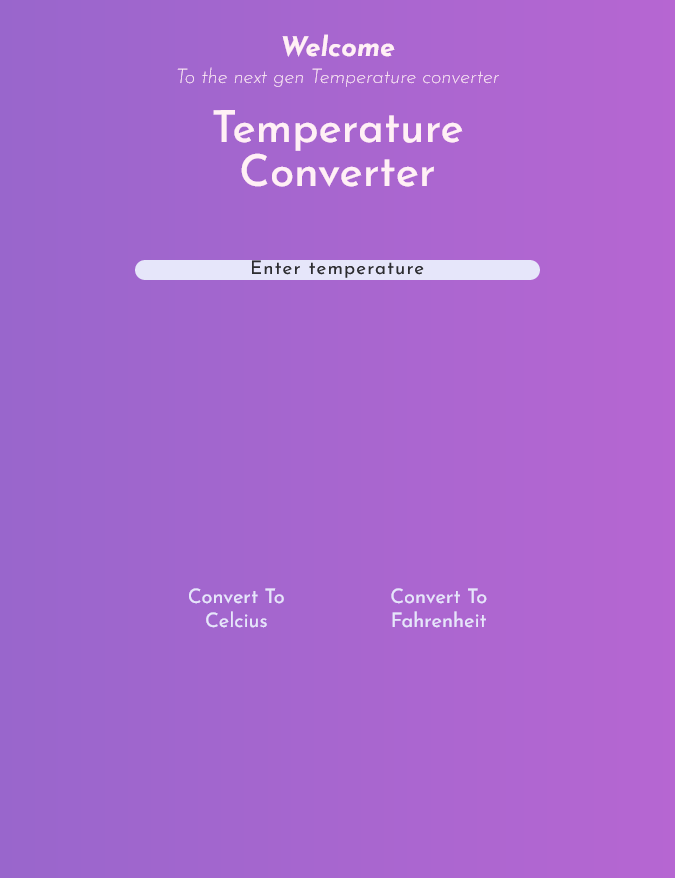 Welcome
To the next gen Temperature converter
Temperature
Converter
Enter temperature
Convert To
Celcius
Convert To
Fahrenheit